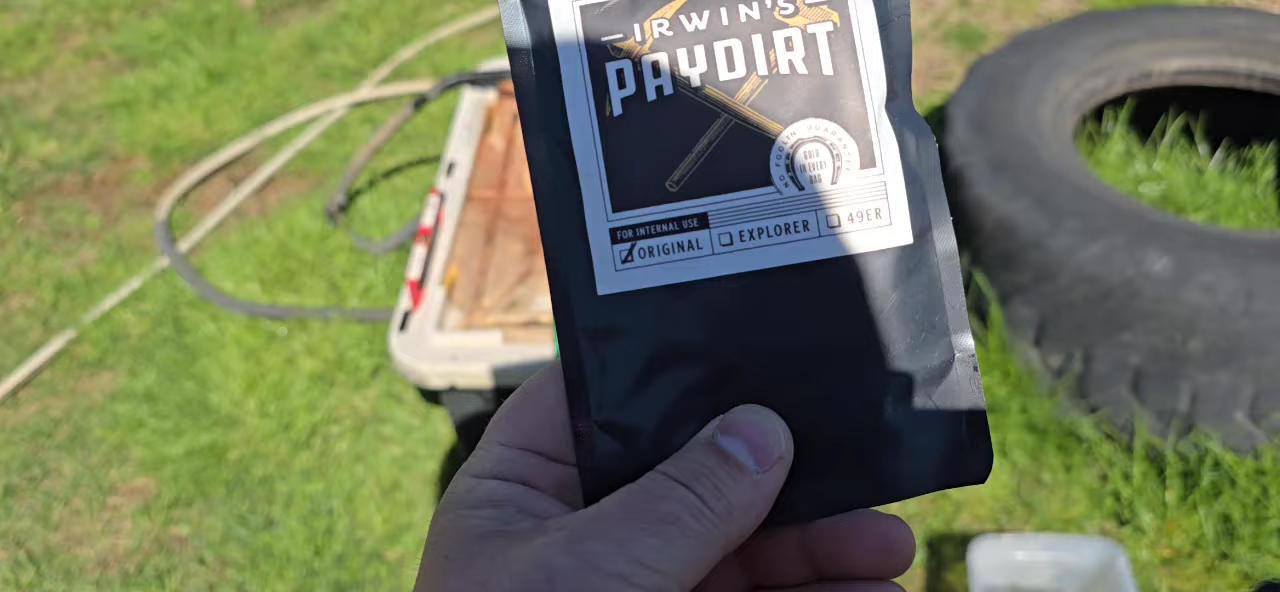 IRWIN'S
PAYDIRT
NO FOOLIN GUARANTEE
GOLD
IN EVERY
BAG
FOR INTERNAL USE
ORIGINAL
EXPLORER
49ER